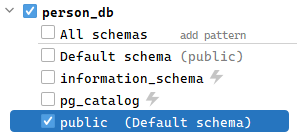 person_db
All schemas add pattern
Default schema (public)
information_schema
pg_catalog
public (Default schema)